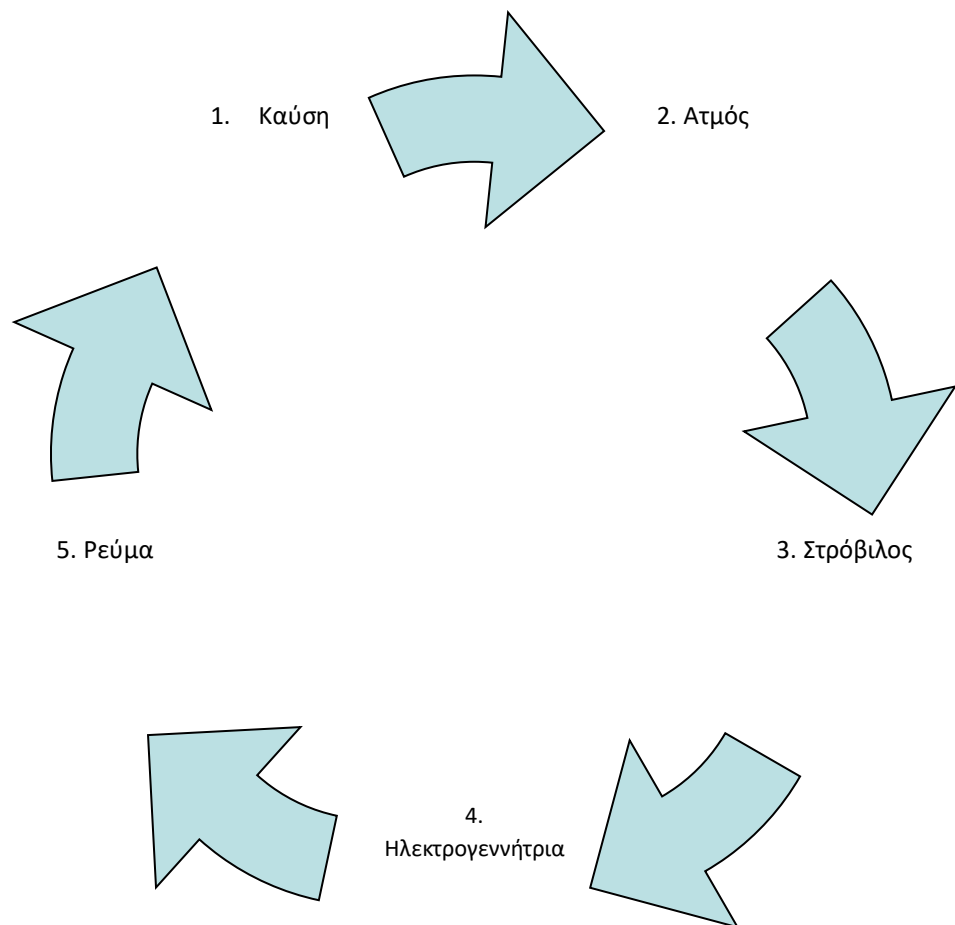 1. Καύση
2. Ατμός
3. Στρόβιλος
4.
Ηλεκτρογεννήτρια
5. Ρεύμα